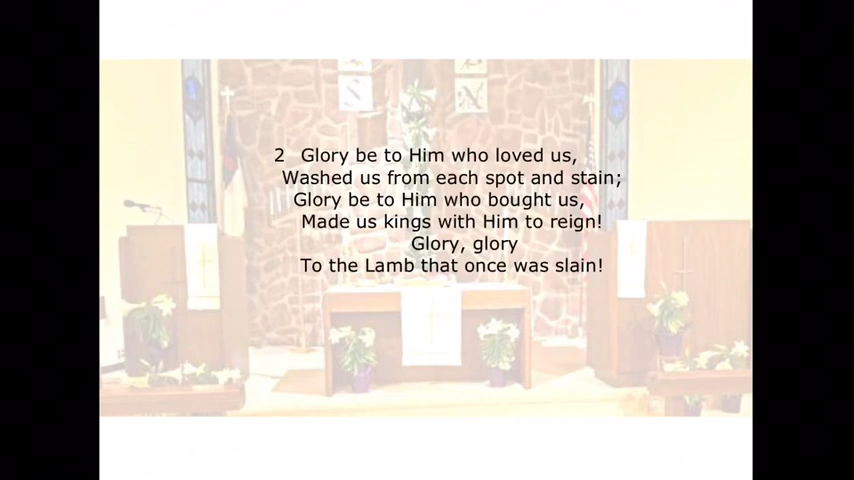 2 Glory be to Him who loved us,
Washed us from each spot and stain;
Glory be to Him who bought us,
Made us kings with Him to reign!
Glory, glory
To the Lamb that once was slain!